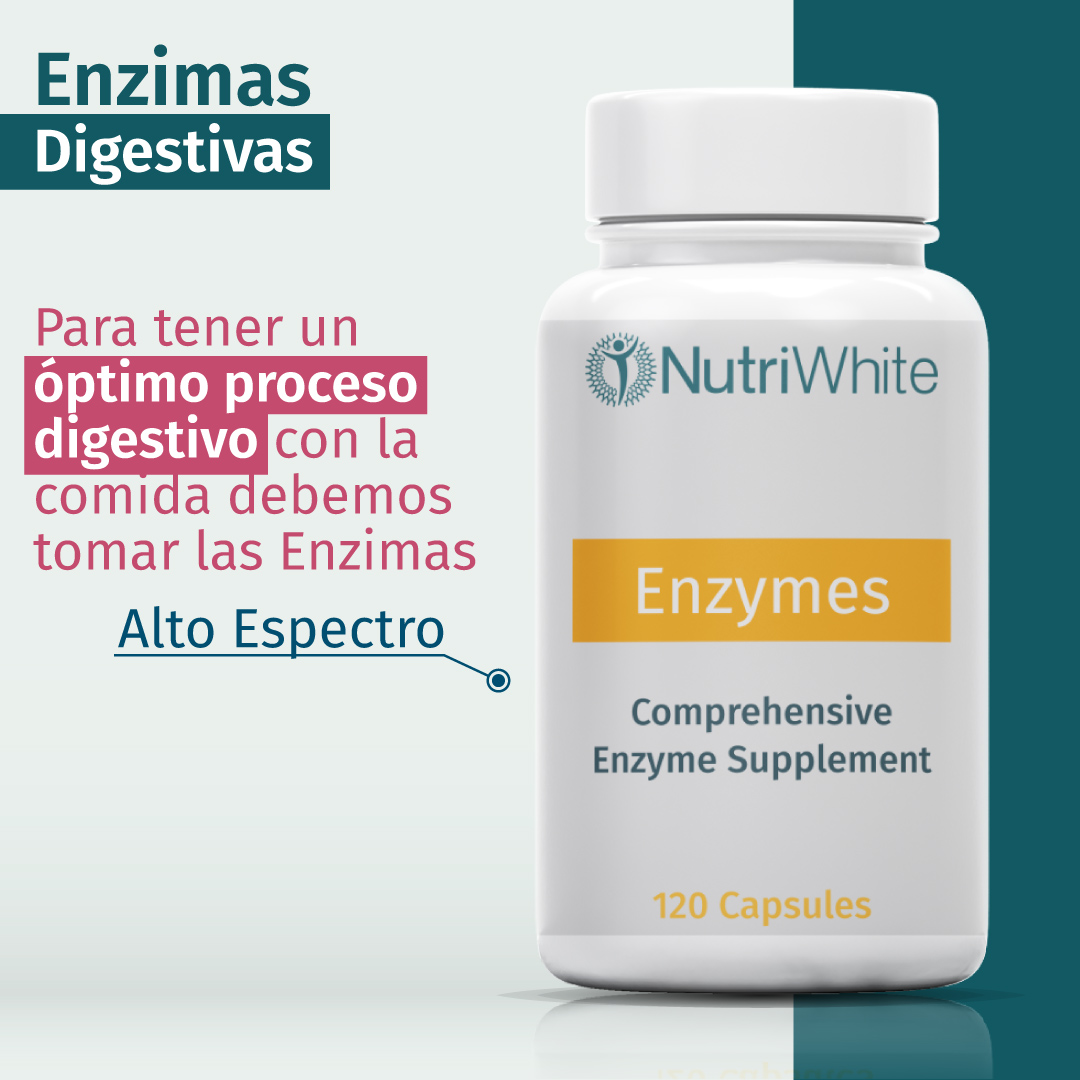 Enzimas
Digestivas
Para tener un
óptimo proceso
digestivo con la
comida debemos
tomar las Enzimas
Alto Espectro
NutriWhite
Enzymes
Comprehensive
Enzyme Supplement
120 Capsules